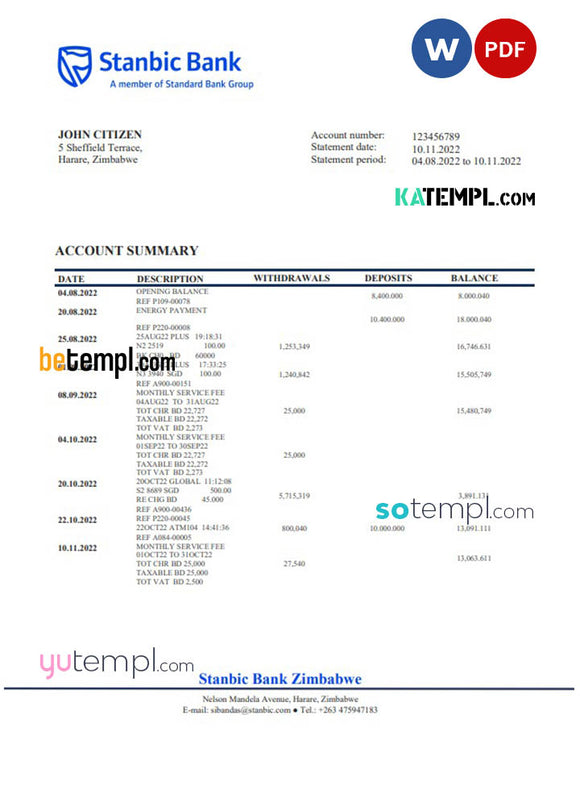 Stanbic Bank
A member of Standard Bank Group
W PDF
JOHN CITIZEN
5 Sheffield Terrace,
Harare, Zimbabwe
Account number: 123456789
Statement date: 10.11.2022
Statement period: 04.08.2022 to 10.11.2022
KATEMPL.COM
ACCOUNT SUMMARY
DATE DESCRIPTION WITHDRAWALS DEPOSITS BALANCE
04.08.2022 OPENING BALANCE 8,400.000 8.000.040
REF P109-00078
20.08.2022 ENERGY PAYMENT 10.400.000 18.000.040
REF P220-00008
25.08.2022 25AUG22 PLUS 19:18:31
N2 2519 100.00 1,253,349 16,746.631
60000
betempl.com
PLUS 17:33:25
N3 3940 SGD 100.00 1,240,842 15,505,749
REF A900-00151
08.09.2022 MONTHLY SERVICE FEE
04AUG22 TO 31AUG22
TOT CHR BD 22,727 25,000 15,480,749
TAXABLE BD 22,272
TOT VAT BD 2,273
04.10.2022 MONTHLY SERVICE FEE
01SEP22 TO 30SEP22
TOT CHR BD 22,727 25,000
TAXABLE BD 22,272
TOT VAT BD 2,273
20.10.2022 20OCT22 GLOBAL 11:12:08
S2 8689 SGD 500.00
RE CHG BD 45.000 5,715,319 3,891.131
REF A900-00436
sotempl.com
22.10.2022 REF P220-00045
22OCT22 ATM104 14:41:36 800,040 10.000.000 13,091.111
REF A084-00005
10.11.2022 MONTHLY SERVICE FEE
01OCT22 TO 31OCT22
TOT CHR BD 25,000 27,540 13,063.611
TAXABLE BD 25,000
TOT VAT BD 2,500
yutempl.com
Stanbic Bank Zimbabwe
Nelson Mandela Avenue, Harare, Zimbabwe
E-mail: sibandas@stanbic.com ● Tel.: +263 475947183